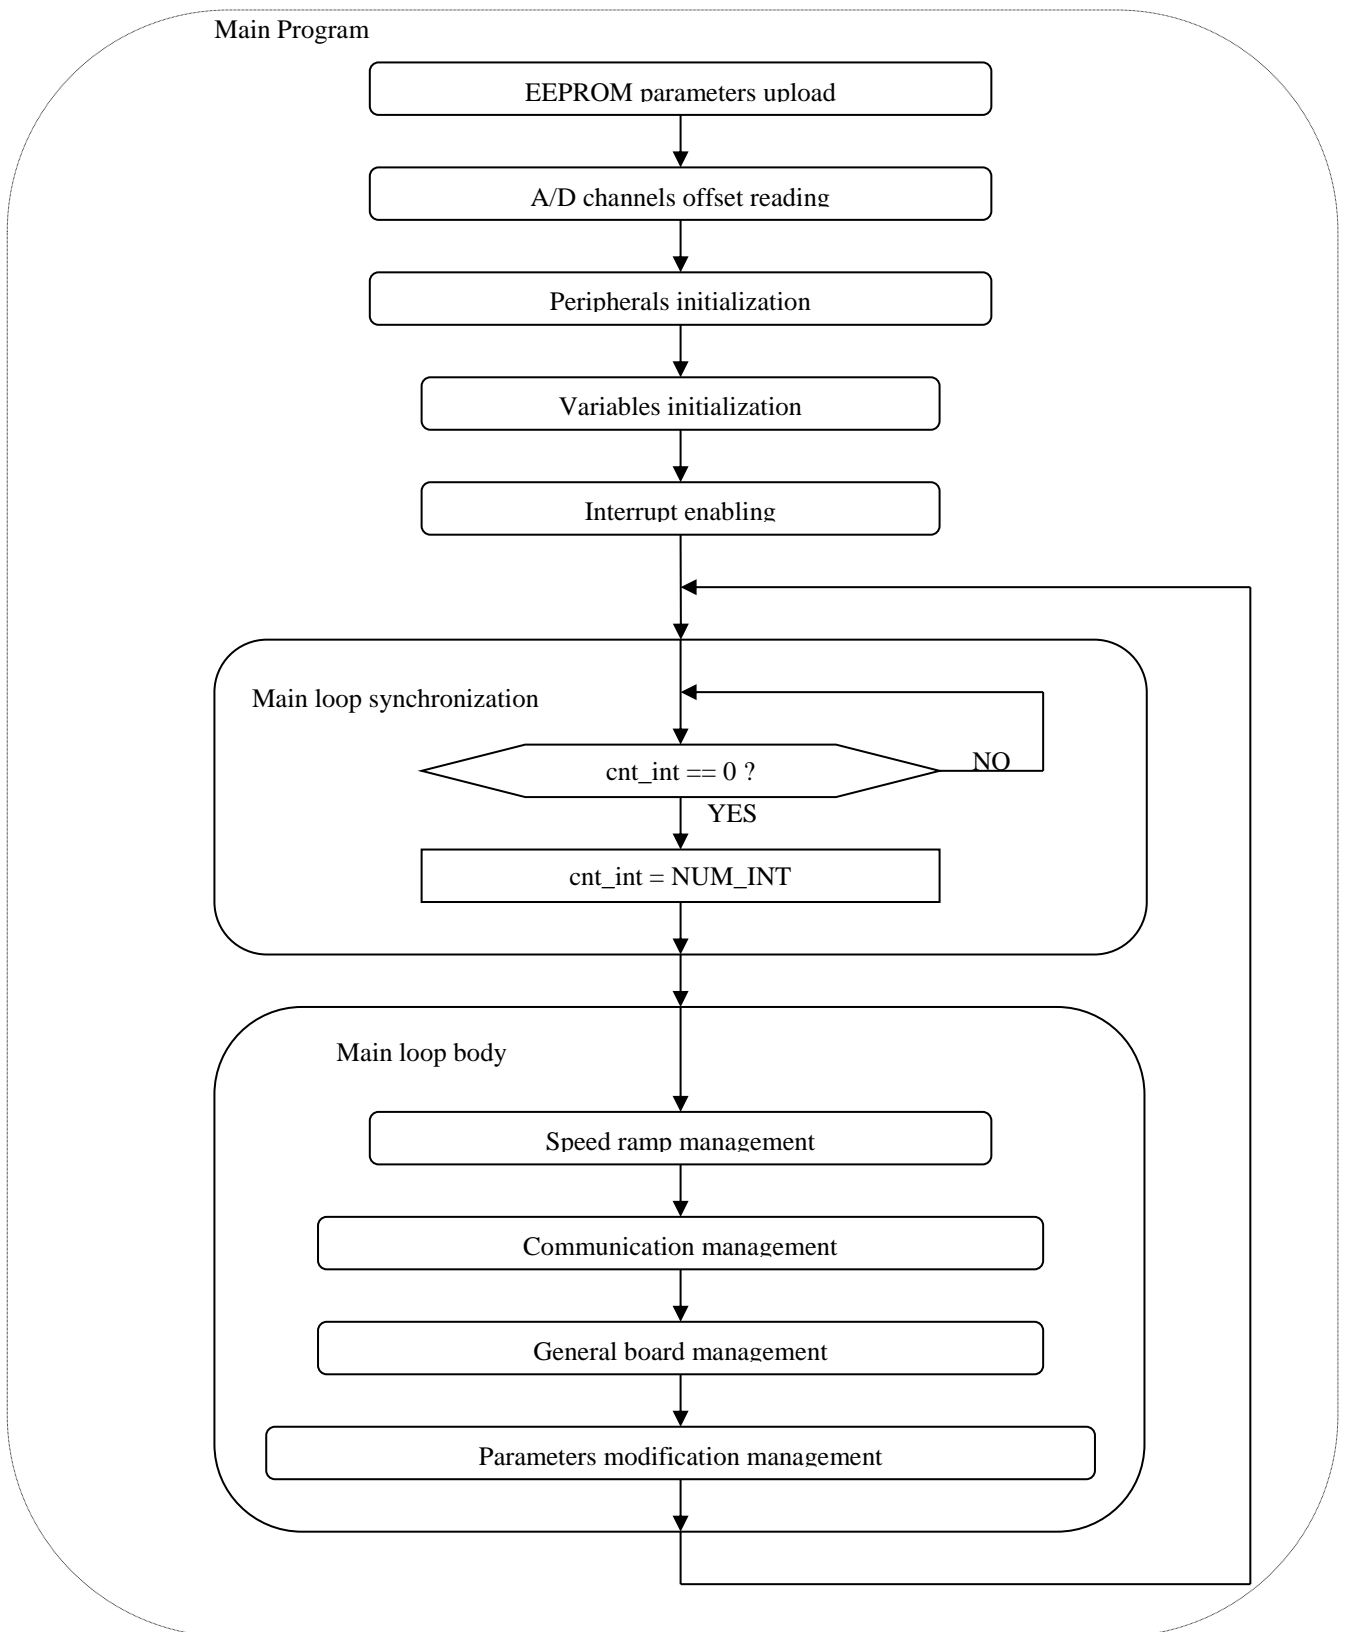 Main Program
EEPROM parameters upload
A/D channels offset reading
Peripherals initialization
Variables initialization
Interrupt enabling
Main loop synchronization
cnt_int == 0 ?
NO
YES
cnt_int = NUM_INT
Main loop body
Speed ramp management
Communication management
General board management
Parameters modification management